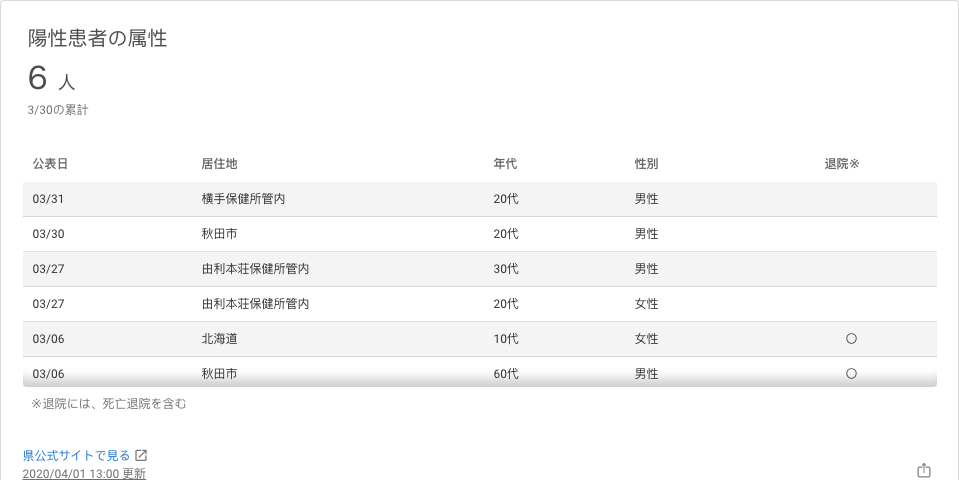 陽性患者の属性
6 人
3/30の累計
公表日 居住地 年代 性別 退院※
03/31 横手保健所管内 20代 男性
03/30 秋田市 20代 男性
03/27 由利本荘保健所管内 30代 男性
03/27 由利本荘保健所管内 20代 女性
03/06 北海道 10代 女性 ○
03/06 秋田市 60代 男性 ○
※退院には、死亡退院を含む
県公式サイトで見る
2020/04/01 13:00 更新